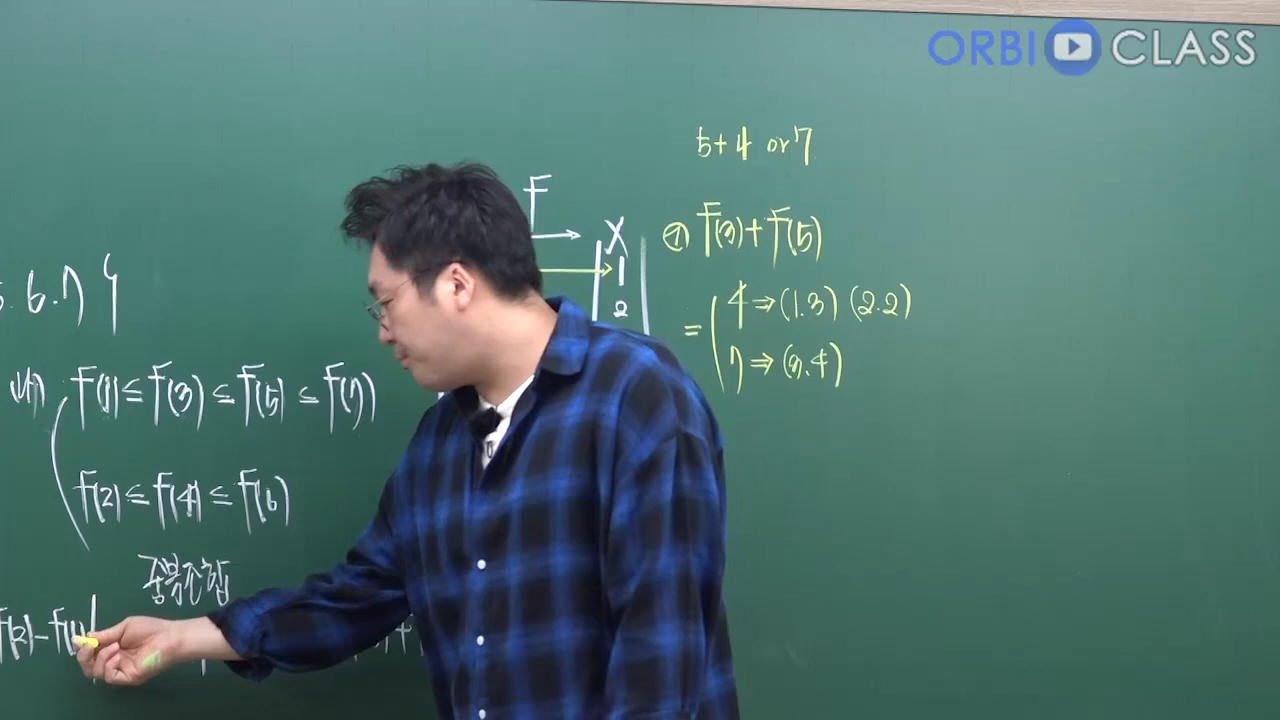 ORBI CLASS
5+4 or 7
F
X
1
2
① F(3)+F(5)
= 4 ⇒ (1.3) (2.2)
7 ⇒ (3.4)
6.7 }
(나) F(1) ≤ F(3) ≤ F(5) ≤ F(7)
F(2) ≤ F(4) ≤ F(6)
중복조합
F(2)-F(1)